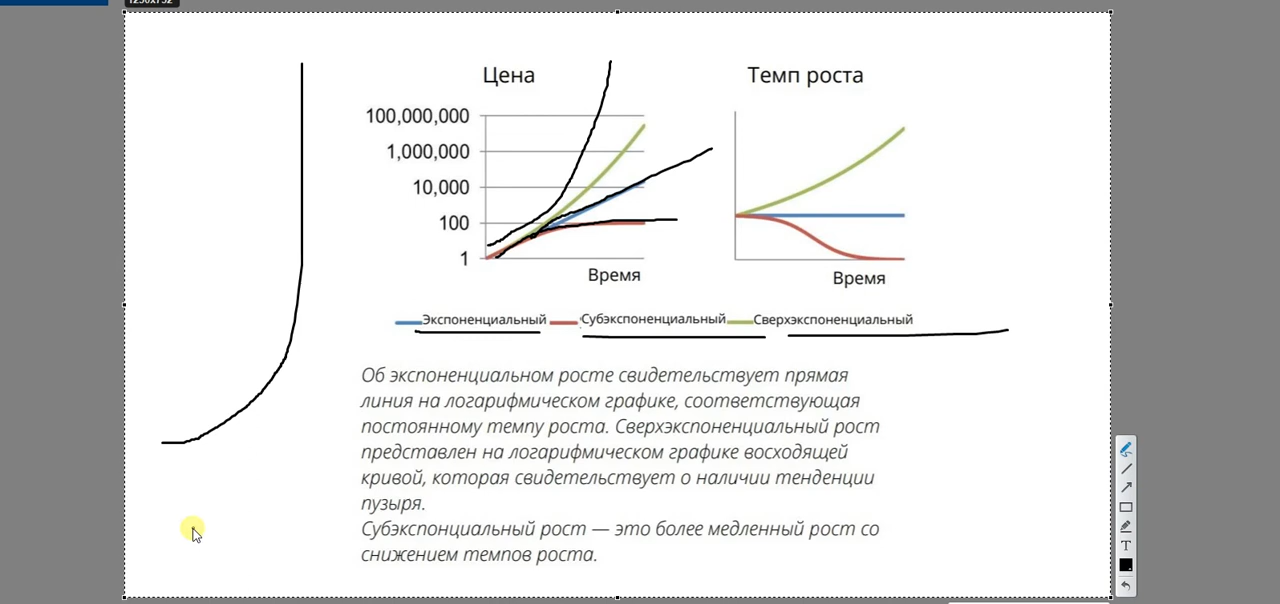 Цена
Темп роста
100,000,000
1,000,000
10,000
100
1
Время
Время
Экспоненциальный
Субэкспоненциальный
Сверхэкспоненциальный
Об экспоненциальном росте свидетельствует прямая
линия на логарифмическом графике, соответствующая
постоянному темпу роста. Сверхэкспоненциальный рост
представлен на логарифмическом графике восходящей
кривой, которая свидетельствует о наличии тенденции
пузыря.
Субэкспонциальный рост — это более медленный рост со
снижением темпов роста.
T